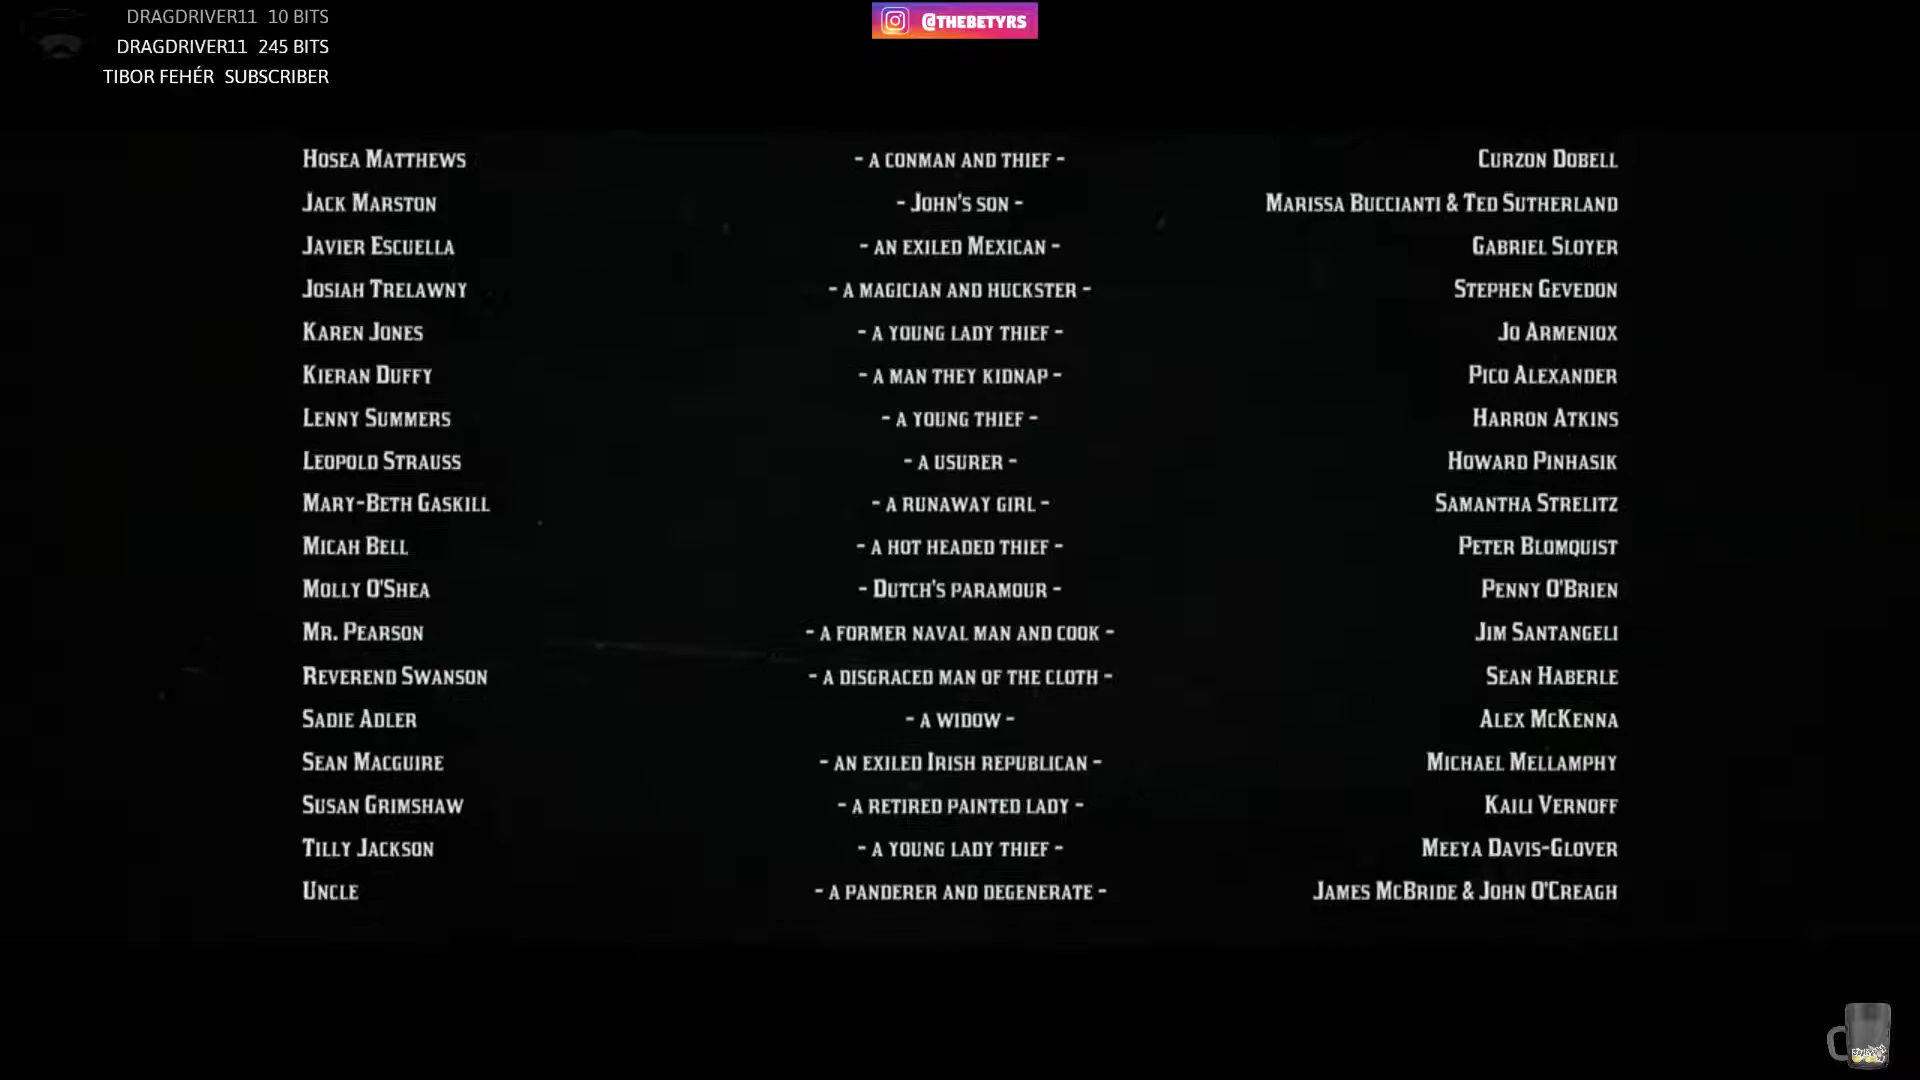 DRAGDRIVER11 10 BITS
DRAGDRIVER11 245 BITS
TIBOR FEHÉR SUBSCRIBER
@THEBETYRS
HOSEA MATTHEWS - A CONMAN AND THIEF - CURZON DOBELL
JACK MARSTON - JOHN'S SON - MARISSA BUCCIANTI & TED SUTHERLAND
JAVIER ESCUELLA - AN EXILED MEXICAN - GABRIEL SLOYER
JOSIAH TRELAWNY - A MAGICIAN AND HUCKSTER - STEPHEN GEVEDON
KAREN JONES - A YOUNG LADY THIEF - JO ARMENIOX
KIERAN DUFFY - A MAN THEY KIDNAP - PICO ALEXANDER
LENNY SUMMERS - A YOUNG THIEF - HARRON ATKINS
LEOPOLD STRAUSS - A USURER - HOWARD PINHASIK
MARY-BETH GASKILL - A RUNAWAY GIRL - SAMANTHA STRELITZ
MICAH BELL - A HOT HEADED THIEF - PETER BLOMQUIST
MOLLY O'SHEA - DUTCH'S PARAMOUR - PENNY O'BRIEN
MR. PEARSON - A FORMER NAVAL MAN AND COOK - JIM SANTANGELI
REVEREND SWANSON - A DISGRACED MAN OF THE CLOTH - SEAN HABERLE
SADIE ADLER - A WIDOW - ALEX MCKENNA
SEAN MACGUIRE - AN EXILED IRISH REPUBLICAN - MICHAEL MELLAMPHY
SUSAN GRIMSHAW - A RETIRED PAINTED LADY - KAILI VERNOFF
TILLY JACKSON - A YOUNG LADY THIEF - MEEYA DAVIS-GLOVER
UNCLE - A PANDERER AND DEGENERATE - JAMES MCBRIDE & JOHN O'CREAGH